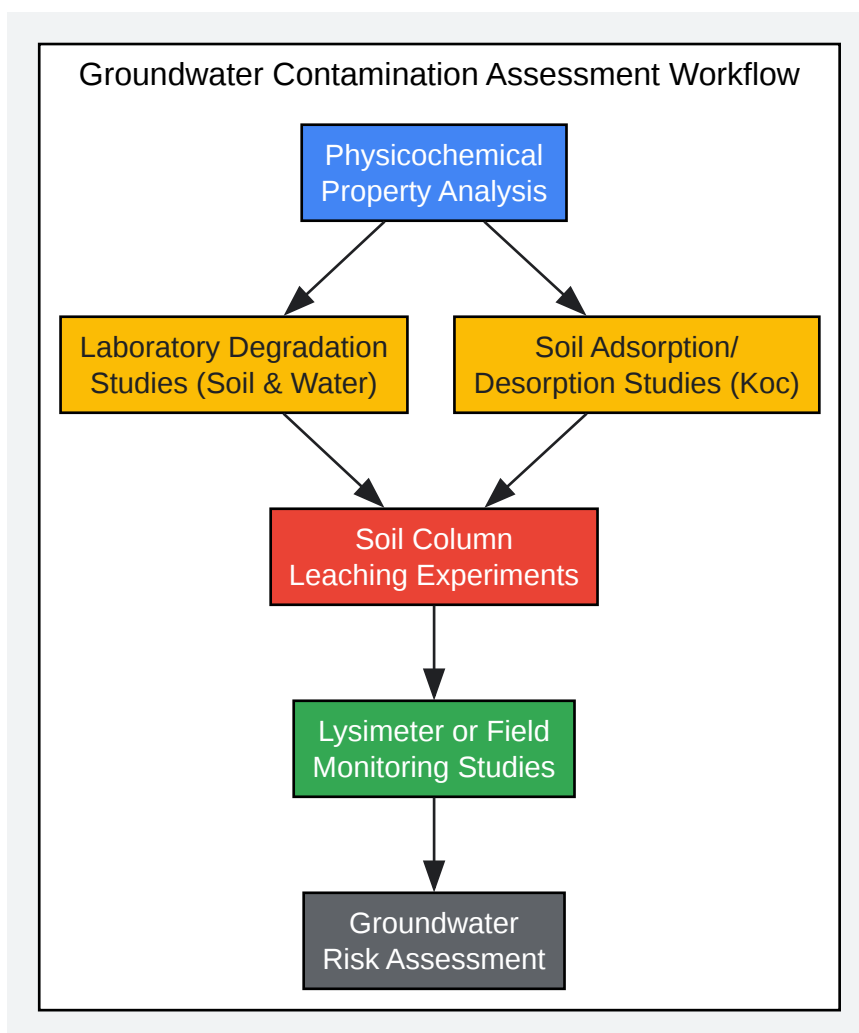 Groundwater Contamination Assessment Workflow
Physicochemical
Property Analysis
Laboratory Degradation
Studies (Soil & Water)
Soil Adsorption/
Desorption Studies (Koc)
Soil Column
Leaching Experiments
Lysimeter or Field
Monitoring Studies
Groundwater
Risk Assessment